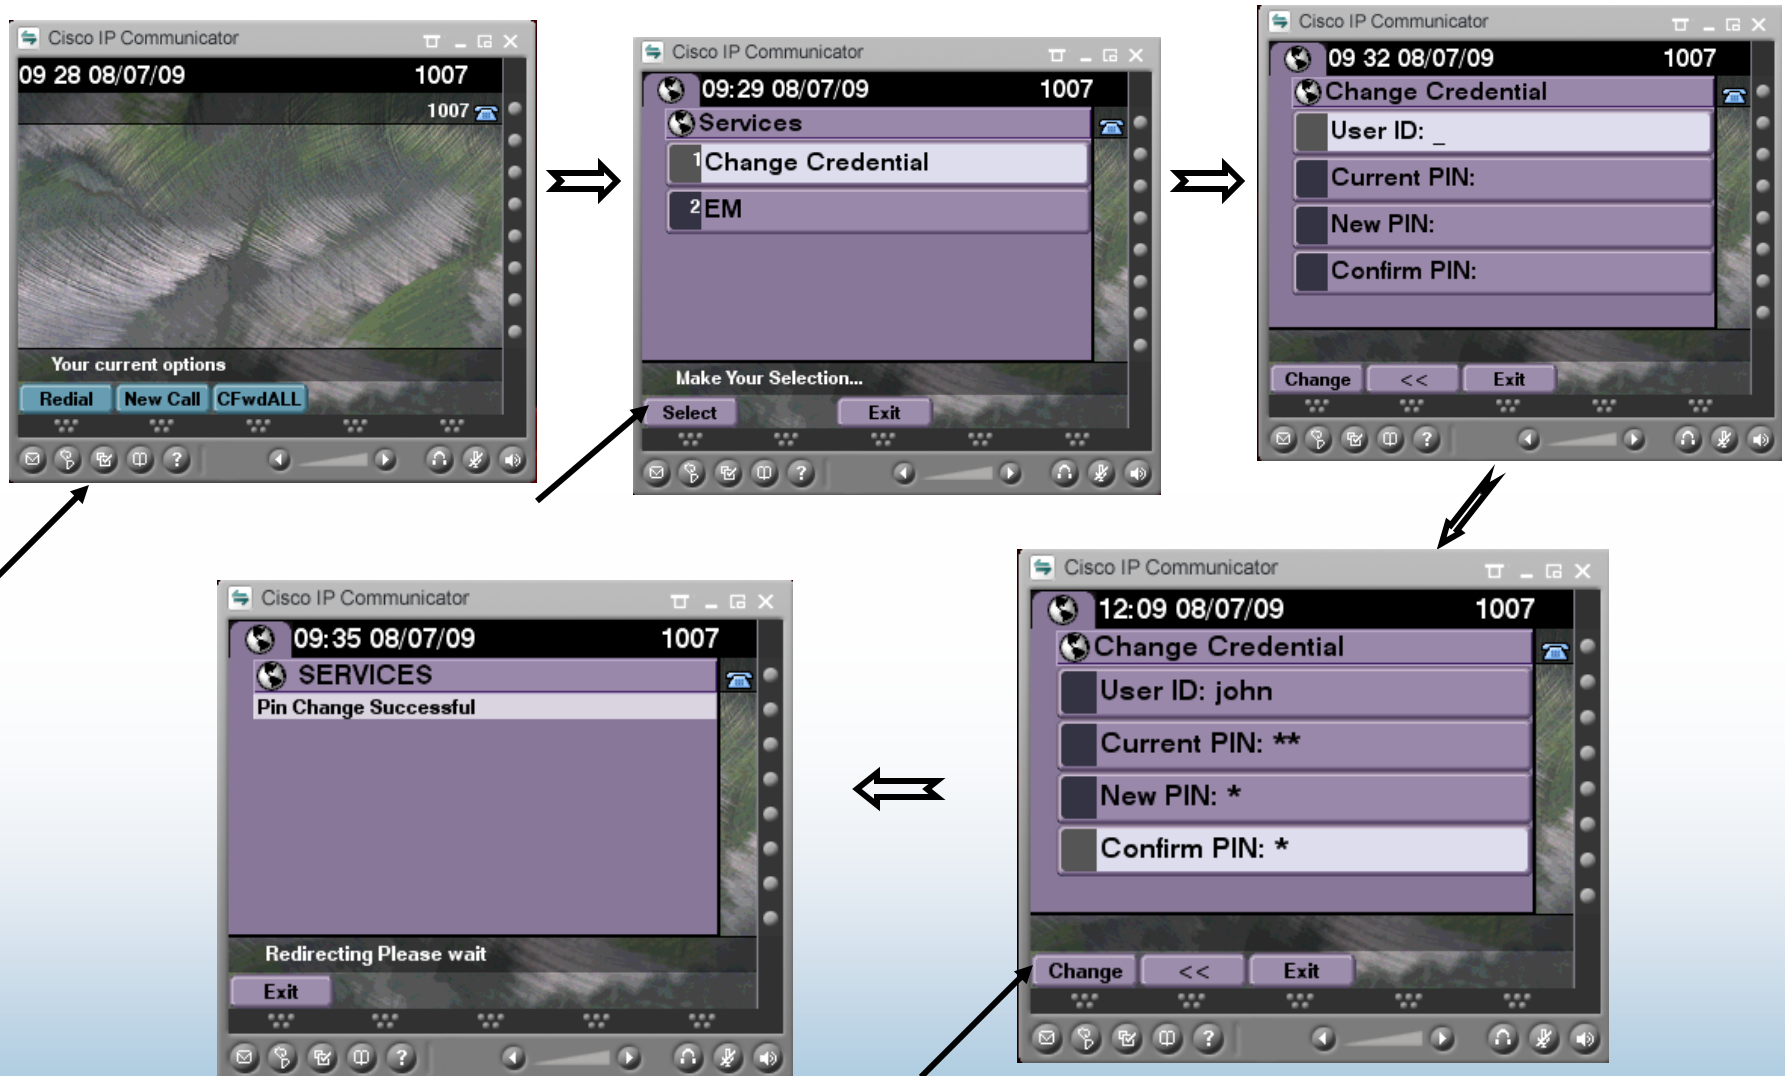 Cisco IP Communicator
09 28 08/07/09 1007
1007
Your current options
Redial New Call CFwdALL
?
Cisco IP Communicator
09:29 08/07/09 1007
Services
1 Change Credential
2 EM
Make Your Selection...
Select Exit
?
Cisco IP Communicator
09 32 08/07/09 1007
Change Credential
User ID: _
Current PIN:
New PIN:
Confirm PIN:
Change << Exit
?
Cisco IP Communicator
12:09 08/07/09 1007
Change Credential
User ID: john
Current PIN: **
New PIN: *
Confirm PIN: *
Change << Exit
?
Cisco IP Communicator
09:35 08/07/09 1007
SERVICES
Pin Change Successful
Redirecting Please wait
Exit
?